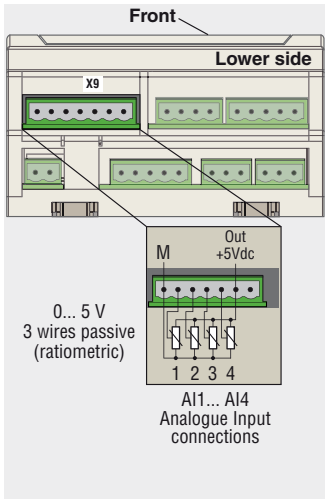 Front
Lower side
X9
Out
M +5Vdc
0... 5 V
3 wires passive
(ratiometric)
1 2 3 4
AI1... AI4
Analogue Input
connections